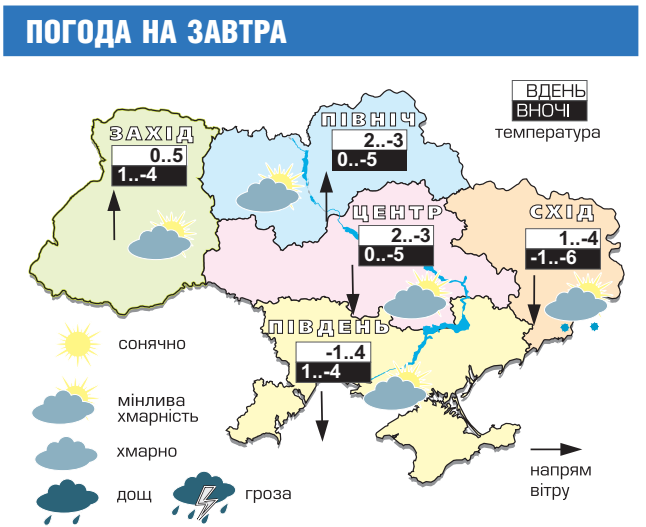 ПОГОДА НА ЗАВТРА
ВДЕНЬ
ВНОЧІ
температура
ЗАХІД
0..5
1..-4
ПІВНІЧ
2..-3
0..-5
ЦЕНТР
2..-3
0..-5
СХІД
1..-4
-1..-6
ПІВДЕНЬ
-1..4
1..-4
сонячно
мінлива
хмарність
хмарно
дощ
гроза
напрям
вітру